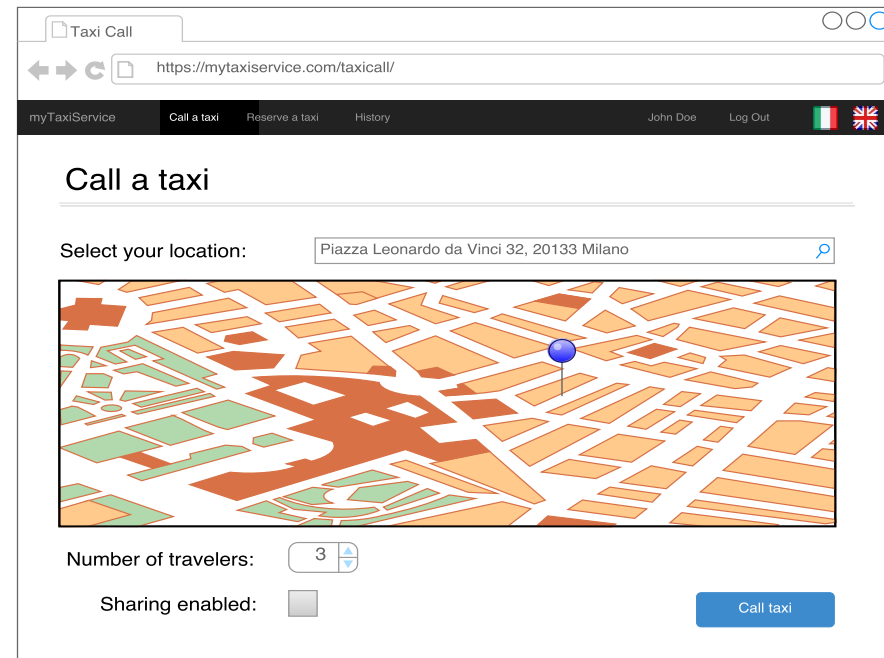 Taxi Call
https://mytaxiservice.com/taxicall/
myTaxiService Call a taxi Reserve a taxi History John Doe Log Out
Call a taxi
Select your location: Piazza Leonardo da Vinci 32, 20133 Milano
Number of travelers: 3
Sharing enabled:
Call taxi